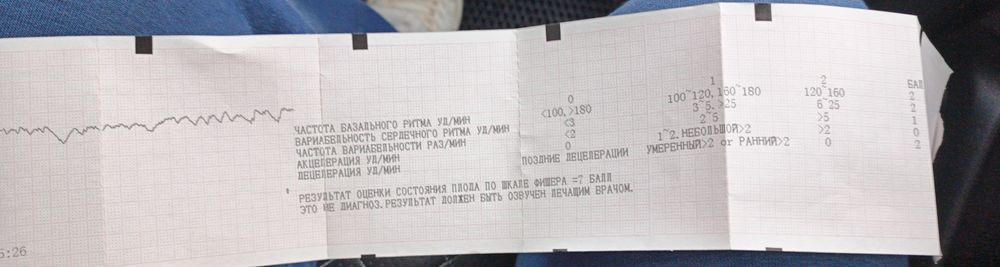 0 1 2 БАЛ
ЧАСТОТА БАЗАЛЬНОГО РИТМА УД/МИН <100, >180 100~120, 160~180 120~160 2
ВАРИАБЕЛЬНОСТЬ СЕРДЕЧНОГО РИТМА УД/МИН <3 3~5, >25 6~25 2
ЧАСТОТА ВАРИАБЕЛЬНОСТИ РАЗ/МИН <2 2~5 >5 1
АКЦЕЛЕРАЦИЯ УД/МИН 0 1~2, НЕБОЛЬШОЙ>2 >2 0
ДЕЦЕЛЕРАЦИЯ УД/МИН ПОЗДНИЕ ДЕЦЕЛЕРАЦИИ УМЕРЕННЫЙ>2 or РАННИЙ>2 0 2
РЕЗУЛЬТАТ ОЦЕНКИ СОСТОЯНИЯ ПЛОДА ПО ШКАЛЕ ФИШЕРА =7 БАЛЛ
ЭТО НЕ ДИАГНОЗ. РЕЗУЛЬТАТ ДОЛЖЕН БЫТЬ ОЗВУЧЕН ЛЕЧАЩИМ ВРАЧОМ.
:26